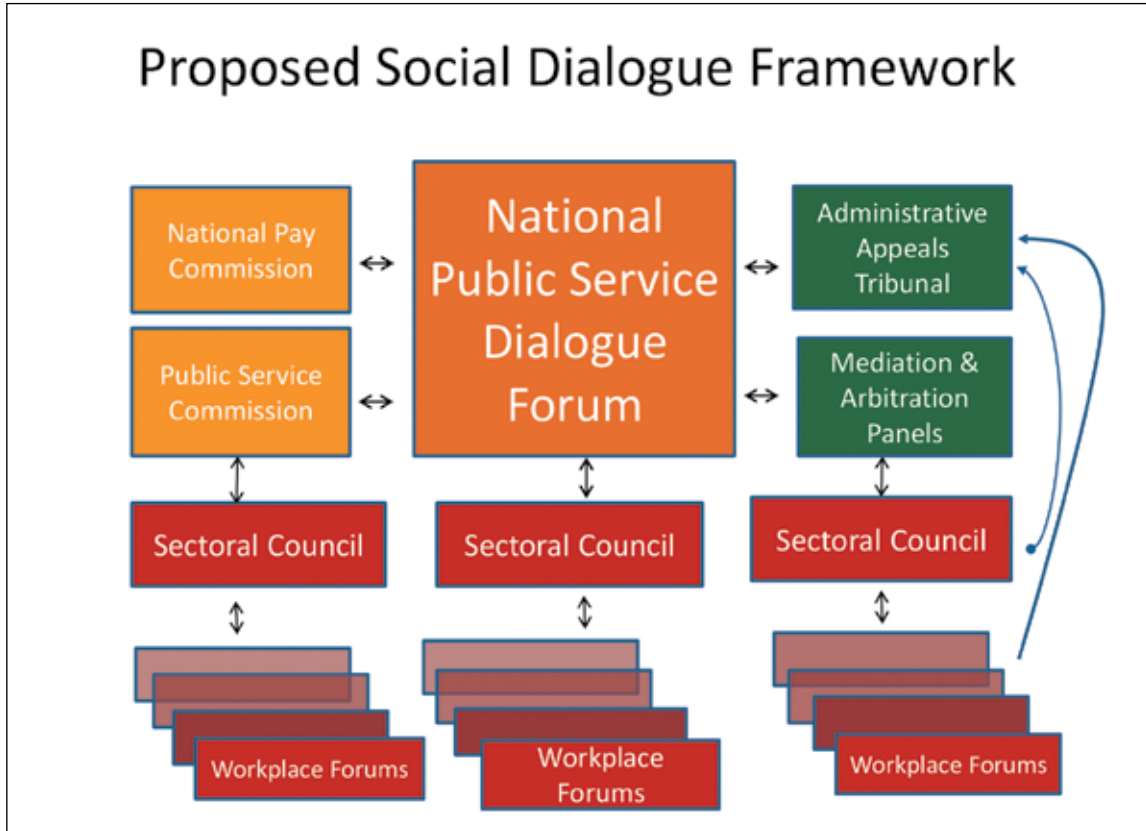 Proposed Social Dialogue Framework
National Pay
Commission
National
Public Service
Dialogue
Forum
Administrative
Appeals
Tribunal
Public Service
Commission
Mediation &
Arbitration
Panels
Sectoral Council
Sectoral Council
Sectoral Council
Workplace Forums
Workplace
Forums
Workplace Forums